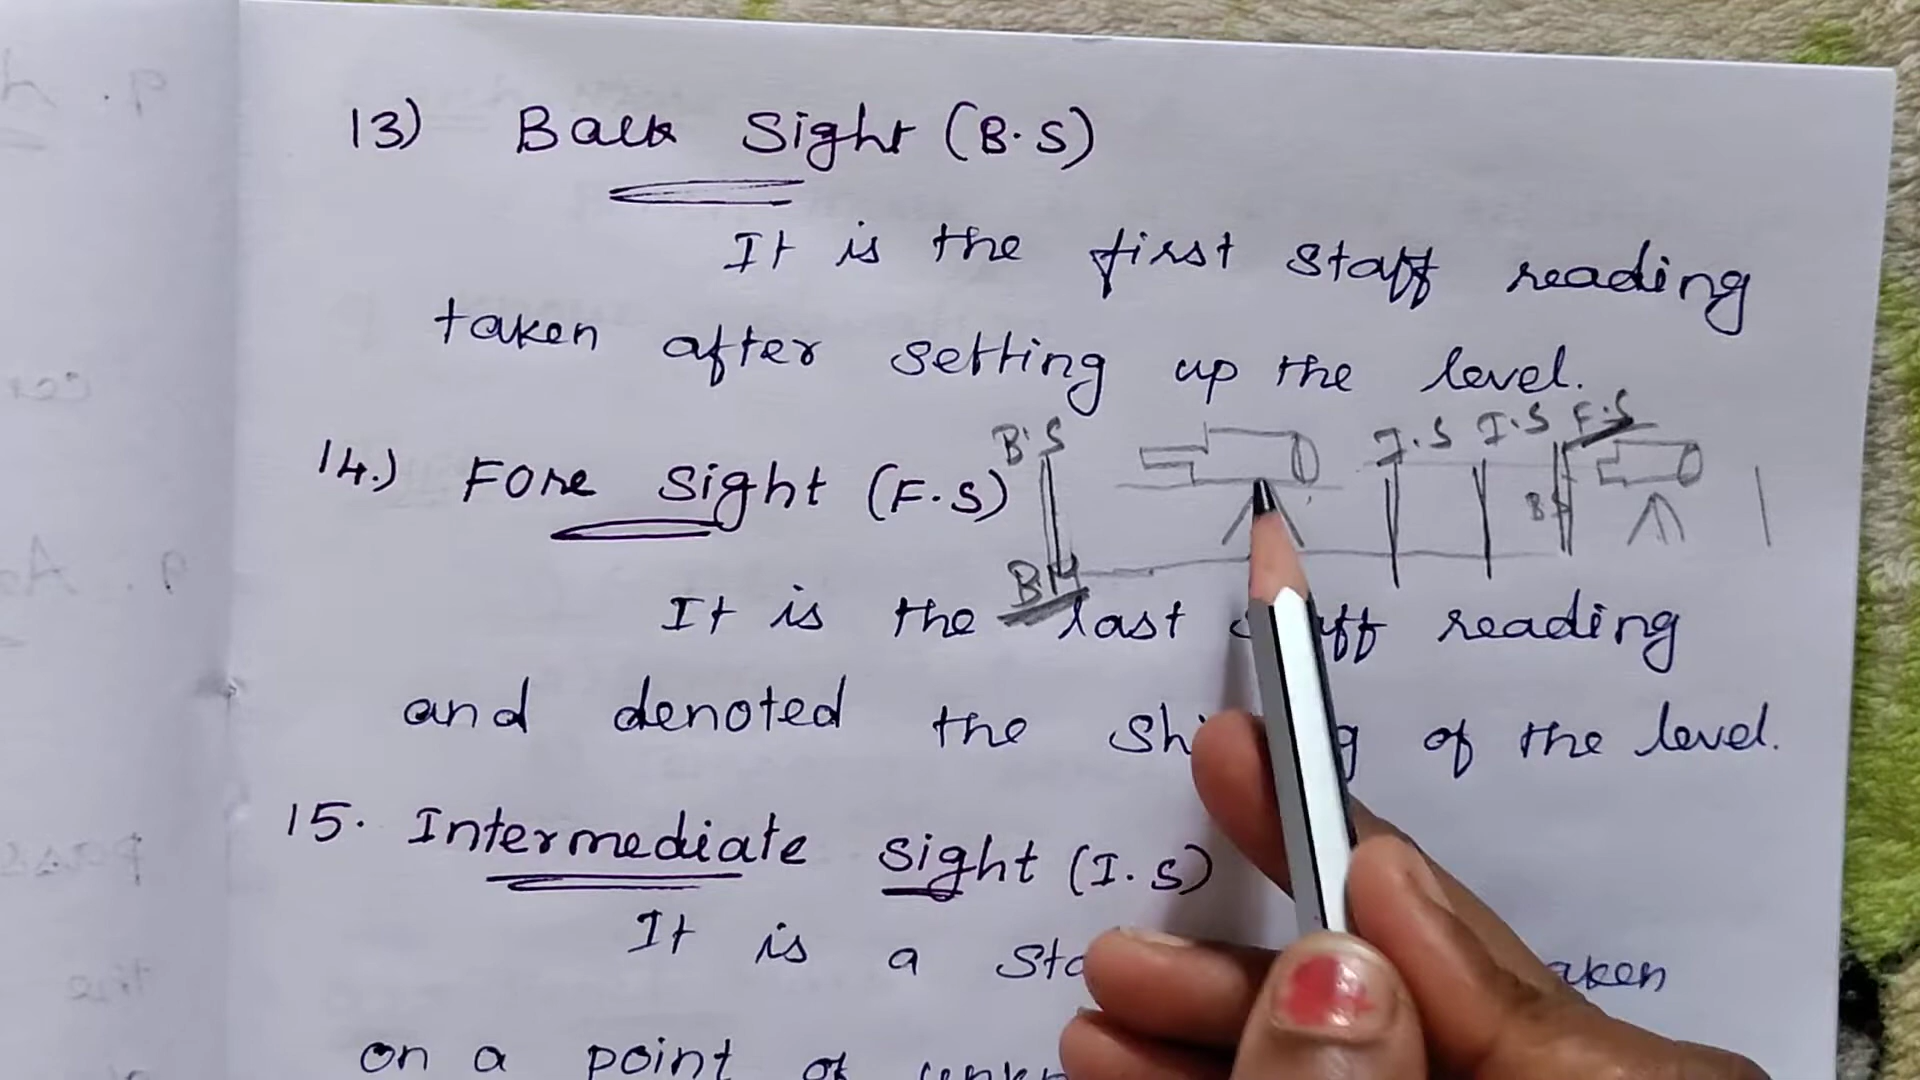 13) Back Sight (B.S)
It is the first staff reading
taken after setting up the level.
B.S I.S I.S F.S
14.) Fore Sight (F.S)
B
It is the last reading
and denoted the of the level.
15. Intermediate sight (I.S)
It is a
on a point of